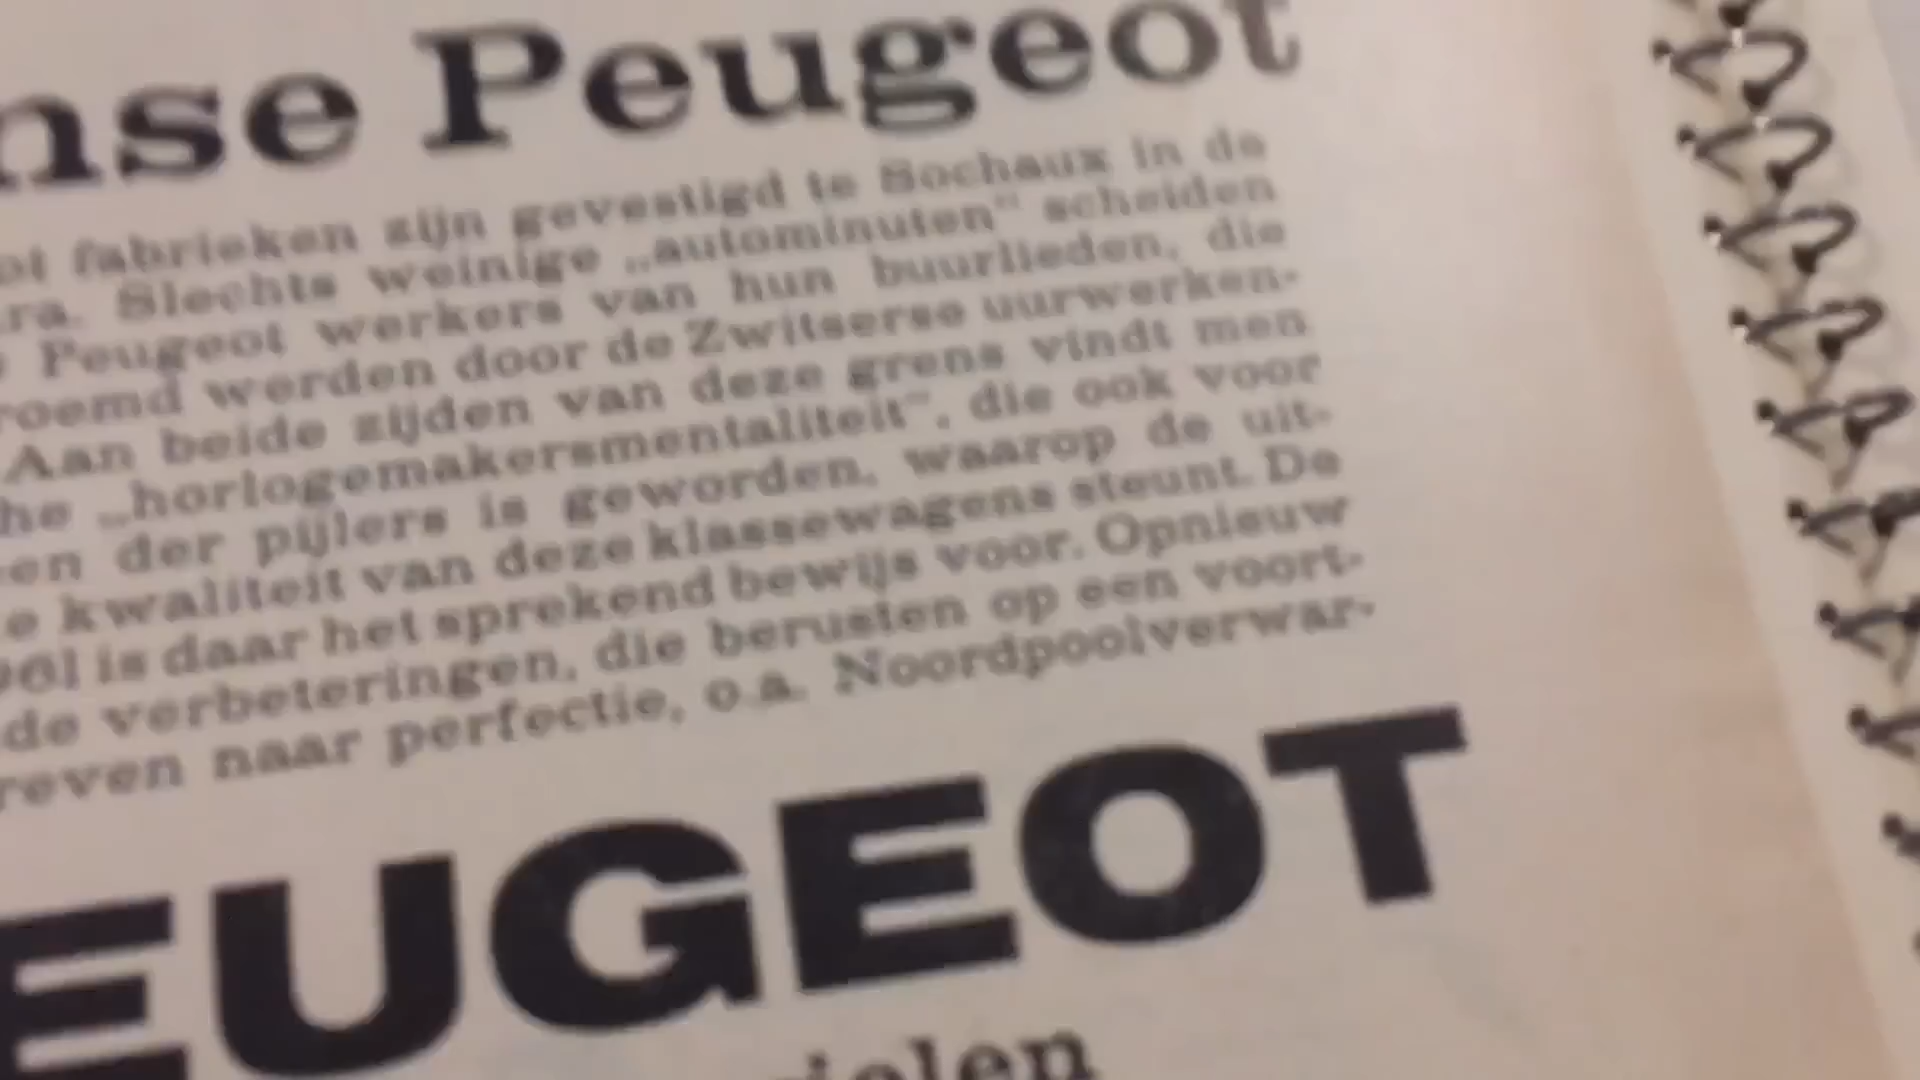 nse Peugeot
ot fabrieken zijn gevestigd te Sochaux in de
ra. Slechts weinige „autominuten" scheiden
Peugeot werkers van hun buurlieden, die
roemd werden door de Zwitserse uurwerken-
Aan beide zijden van deze grens vindt men
he „horlogemakersmentaliteit", die ook voor
en der pijlers is geworden, waarop de uit-
e kwaliteit van deze klassewagens steunt. De
961 is daar het sprekend bewijs voor. Opnieuw
de verbeteringen, die berusten op een voort-
reven naar perfectie, o.a. Noordpoolverwar-
EUGEOT